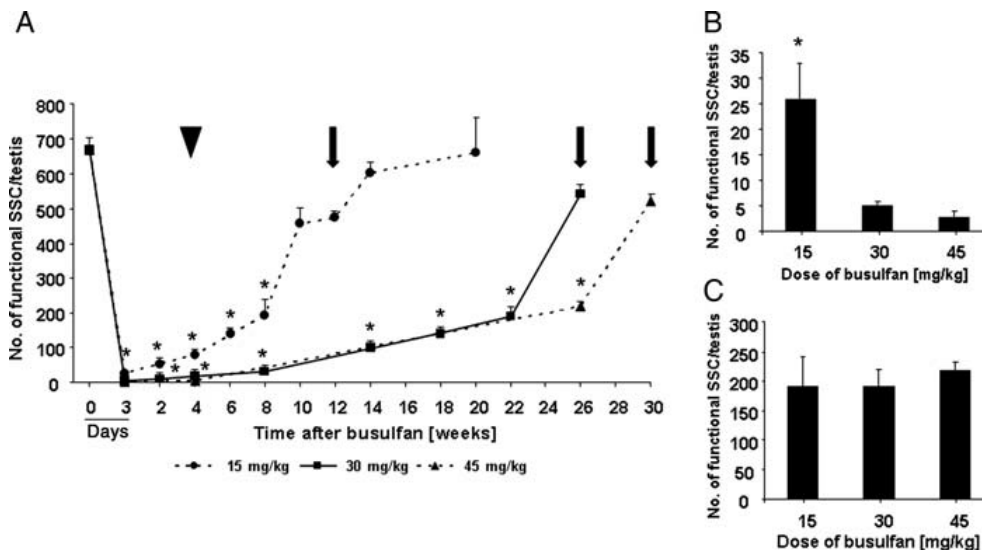 A
No. of functional SSC/testis
800
700
600
500
400
300
200
100
0
* * * * * * * * * * * *
0 3 2 4 6 8 10 12 14 16 18 20 22 24 26 28 30
Days
Time after busulfan [weeks]
15 mg/kg 30 mg/kg 45 mg/kg
B
No. of functional SSC/testis
35
30
25
25
15
10
5
0
*
15 30 45
Dose of busulfan [mg/kg]
C
No. of functional SSC/testis
300
250
200
150
100
50
0
15 30 45
Dose of busulfan [mg/kg]